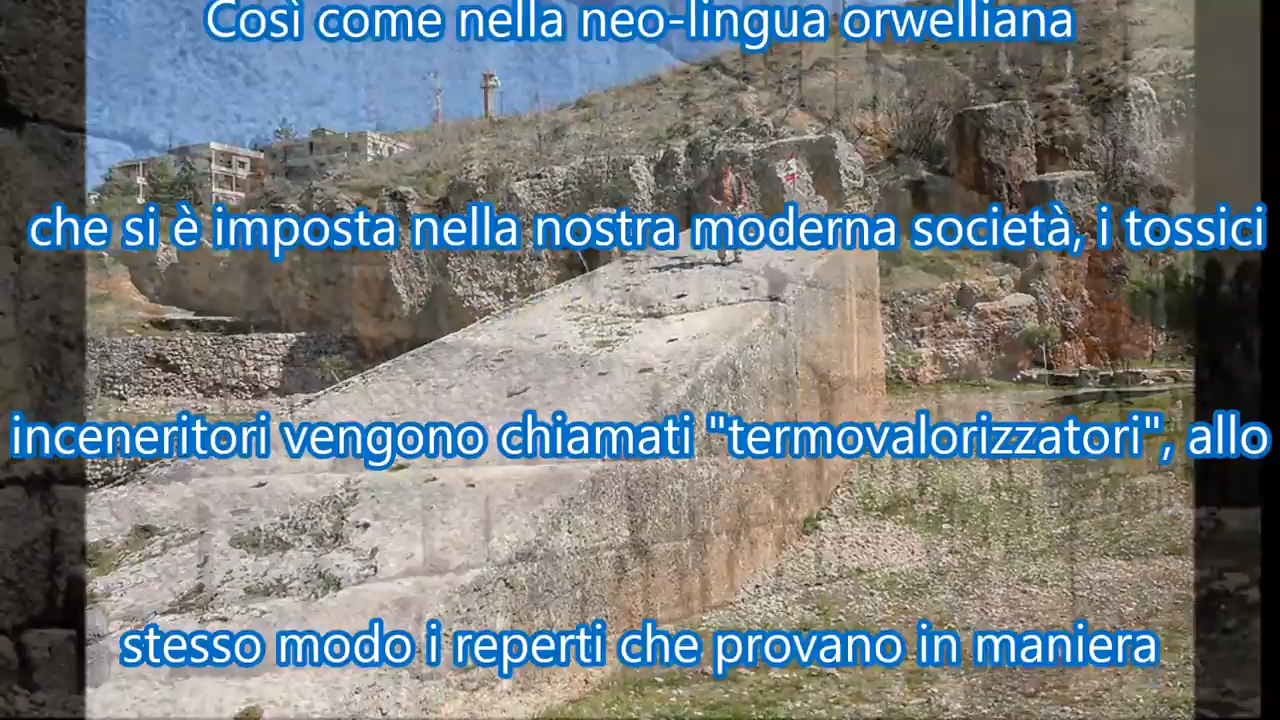 Così come nella neo-lingua orwelliana
che si è imposta nella nostra moderna società, i tossici
inceneritori vengono chiamati "termovalorizzatori", allo
stesso modo i reperti che provano in maniera